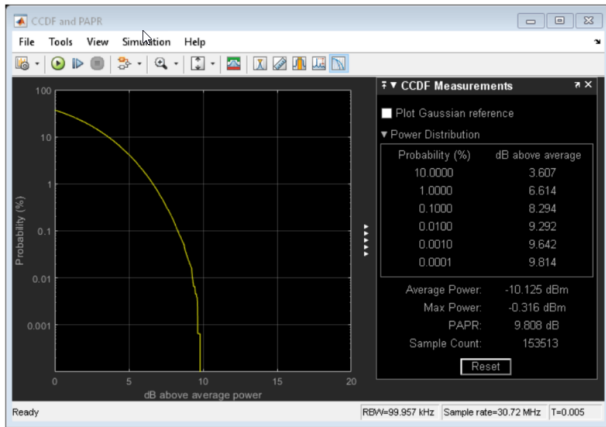 CCDF and PAPR
File Tools View Simulation Help
CCDF Measurements
Plot Gaussian reference
Power Distribution
Probability (%) dB above average
10.0000 3.607
1.0000 6.614
0.1000 8.294
0.0100 9.292
0.0010 9.642
0.0001 9.814
Average Power: -10.125 dBm
Max Power: -0.316 dBm
PAPR: 9.808 dB
Sample Count: 153513
Reset
Probability (%)
100
10
1
0.1
0.01
0.001
0 5 10 15 20
dB above average power
Ready RBW=99.957 kHz Sample rate=30.72 MHz T=0.005